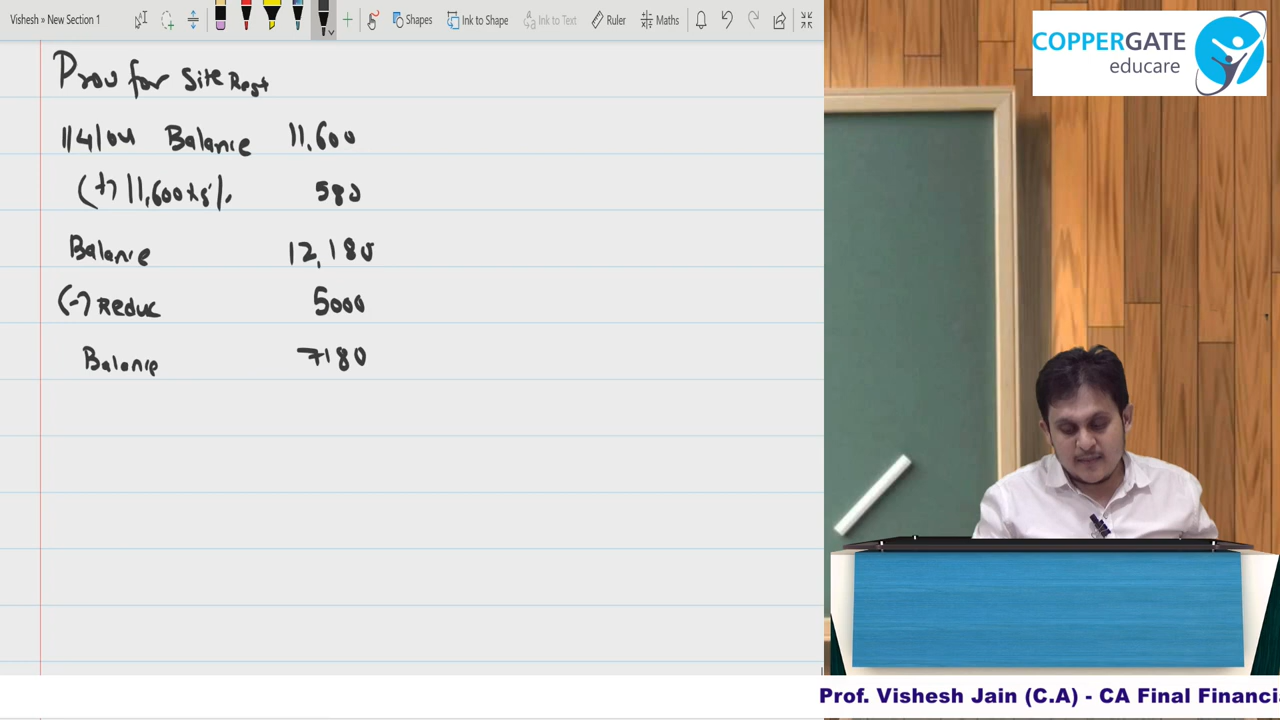 Vishesh » New Section 1
Shapes
Ink to Shape
Ink to Text
Ruler
Maths
COPPERGATE
educare
Prov for Site Rest
1/4/04 Balance 11,600
(+) 11,600x5%. 580
Balance 12,180
(-) Reduc 5000
Balance 7180
Prof. Vishesh Jain (C.A) - CA Final Financi